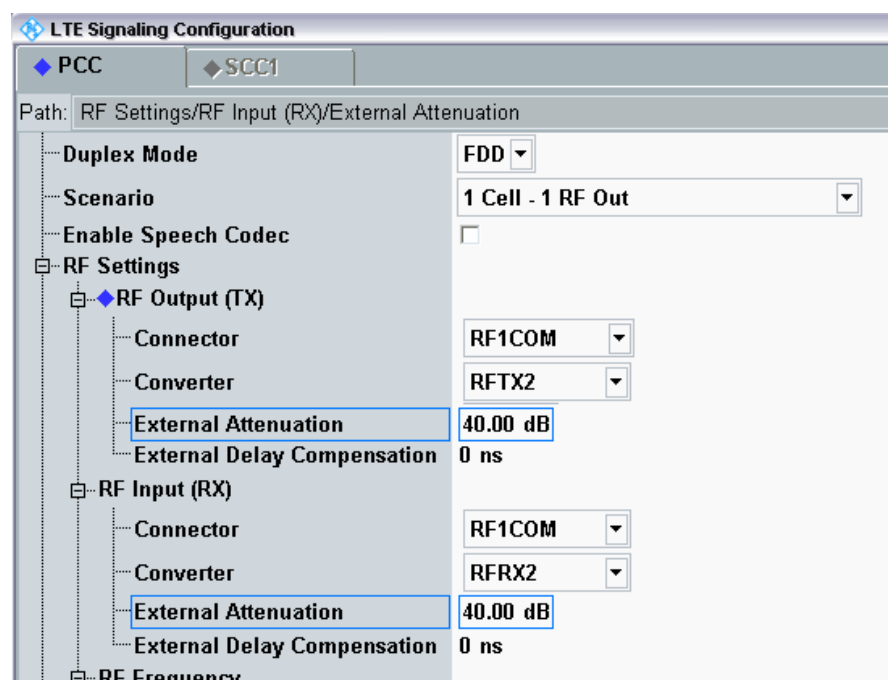 LTE Signaling Configuration
PCC SCC1
Path: RF Settings/RF Input (RX)/External Attenuation
Duplex Mode FDD
Scenario 1 Cell - 1 RF Out
Enable Speech Codec
RF Settings
RF Output (TX)
Connector RF1COM
Converter RFTX2
External Attenuation 40.00 dB
External Delay Compensation 0 ns
RF Input (RX)
Connector RF1COM
Converter RFRX2
External Attenuation 40.00 dB
External Delay Compensation 0 ns
RF Frequency